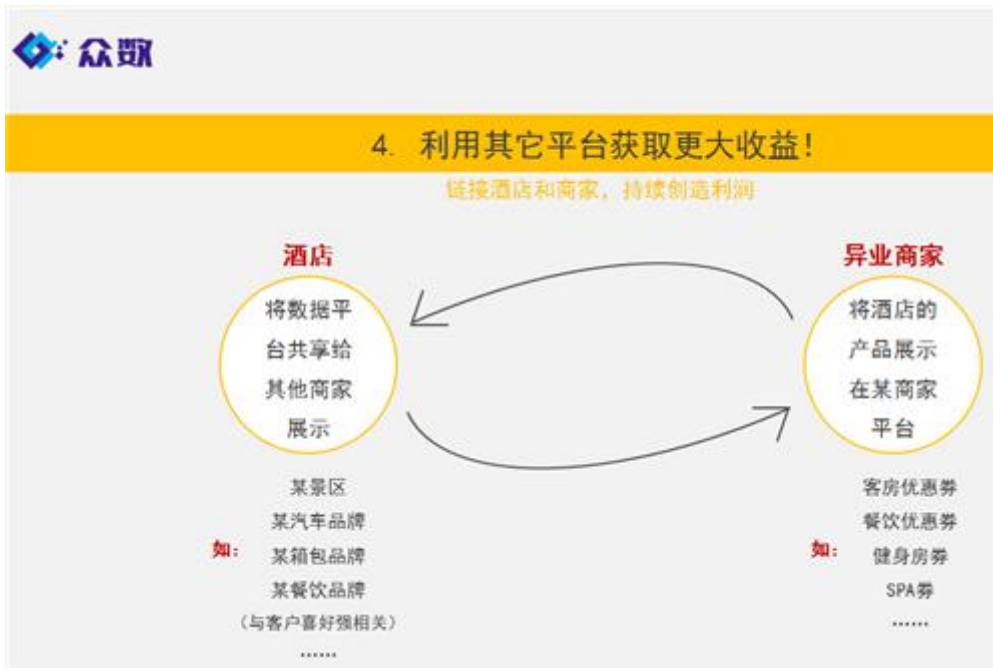 众数
4. 利用其它平台获取更大收益!
链接酒店和商家，持续创造利润
酒店
将数据平
台共享给
其他商家
展示
某景区
某汽车品牌
如:
某箱包品牌
某餐饮品牌
(与客户喜好强相关)
......
异业商家
将酒店的
产品展示
在某商家
平台
客房优惠券
餐饮优惠券
如:
健身房券
SPA券
......